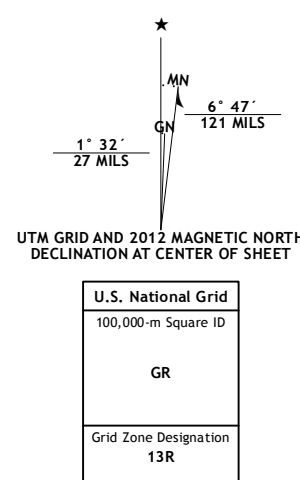 MN
GN
6° 47´
121 MILS
1° 32´
27 MILS
UTM GRID AND 2012 MAGNETIC NORTH
DECLINATION AT CENTER OF SHEET
U.S. National Grid
100,000-m Square ID
GR
Grid Zone Designation
13R